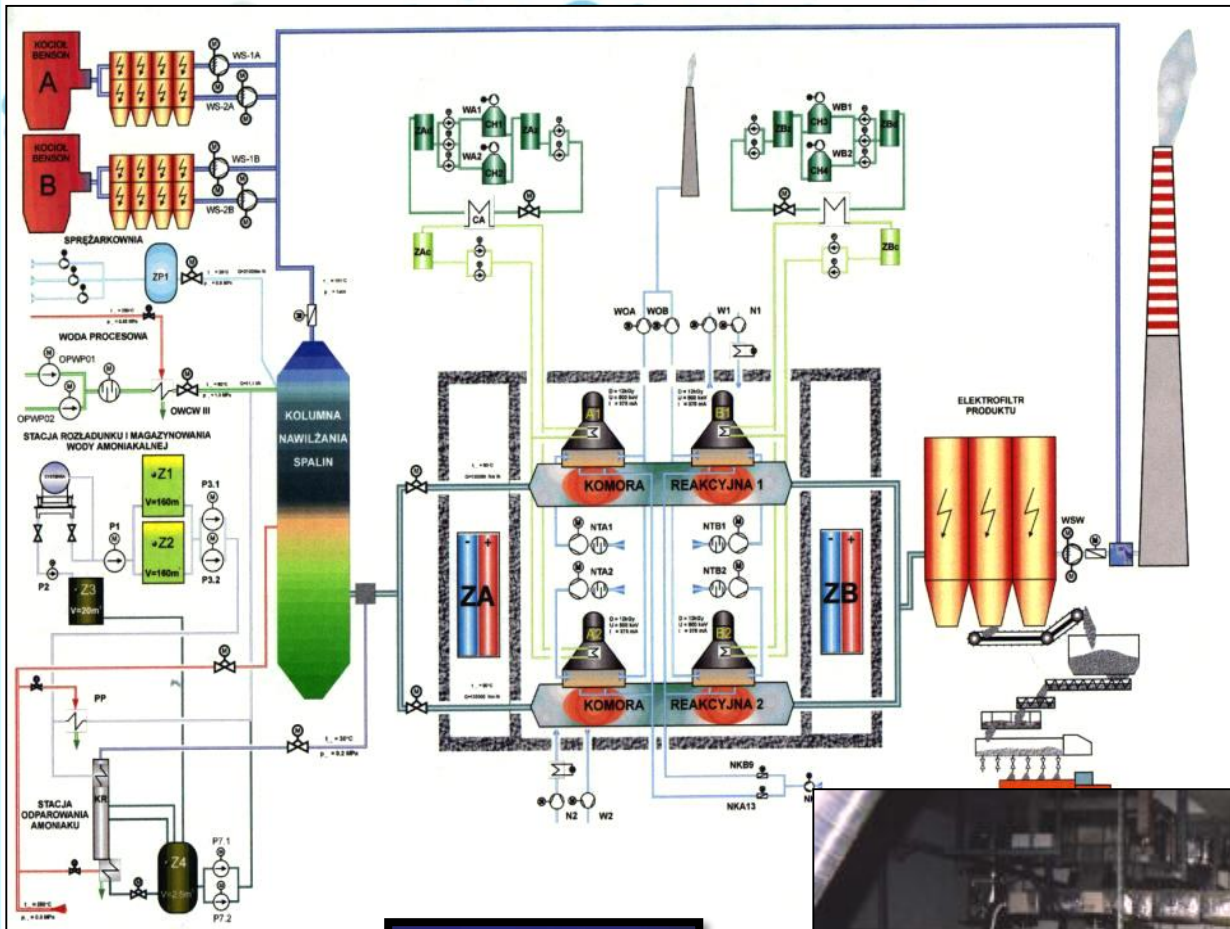 KOCIOŁ
BENSON
A
WS-1A
WS-2A
KOCIOŁ
BENSON
B
WS-1B
WS-2B
SPRĘŻARKOWNIA
ZP1
WODA PROCESOWA
OPWP01
OPWP02
OWCW III
STACJA ROZŁADUNKU I MAGAZYNOWANIA
WODY AMONIAKALNEJ
Z1
V=160m³
Z2
V=160m³
P1
P2
P3.1
P3.2
Z3
V=20m³
PP
STACJA
ODPAROWANIA
AMONIAKU
KR
Z4
P7.1
P7.2
KOLUMNA
NAWILŻANIA
SPALIN
WA1
CH1
WA2
CH2
CA
ZAc
WB1
CH3
WB2
CH4
ZBc
WOA
WOB
W1
N1
A1
B1
KOMORA REAKCYJNA 1
NTA1
NTB1
NTA2
NTB2
ZA
- +
ZB
- +
A2
B2
KOMORA REAKCYJNA 2
N2
W2
NKB9
NKA13
ELEKTROFILTR
PRODUKTU
WSW